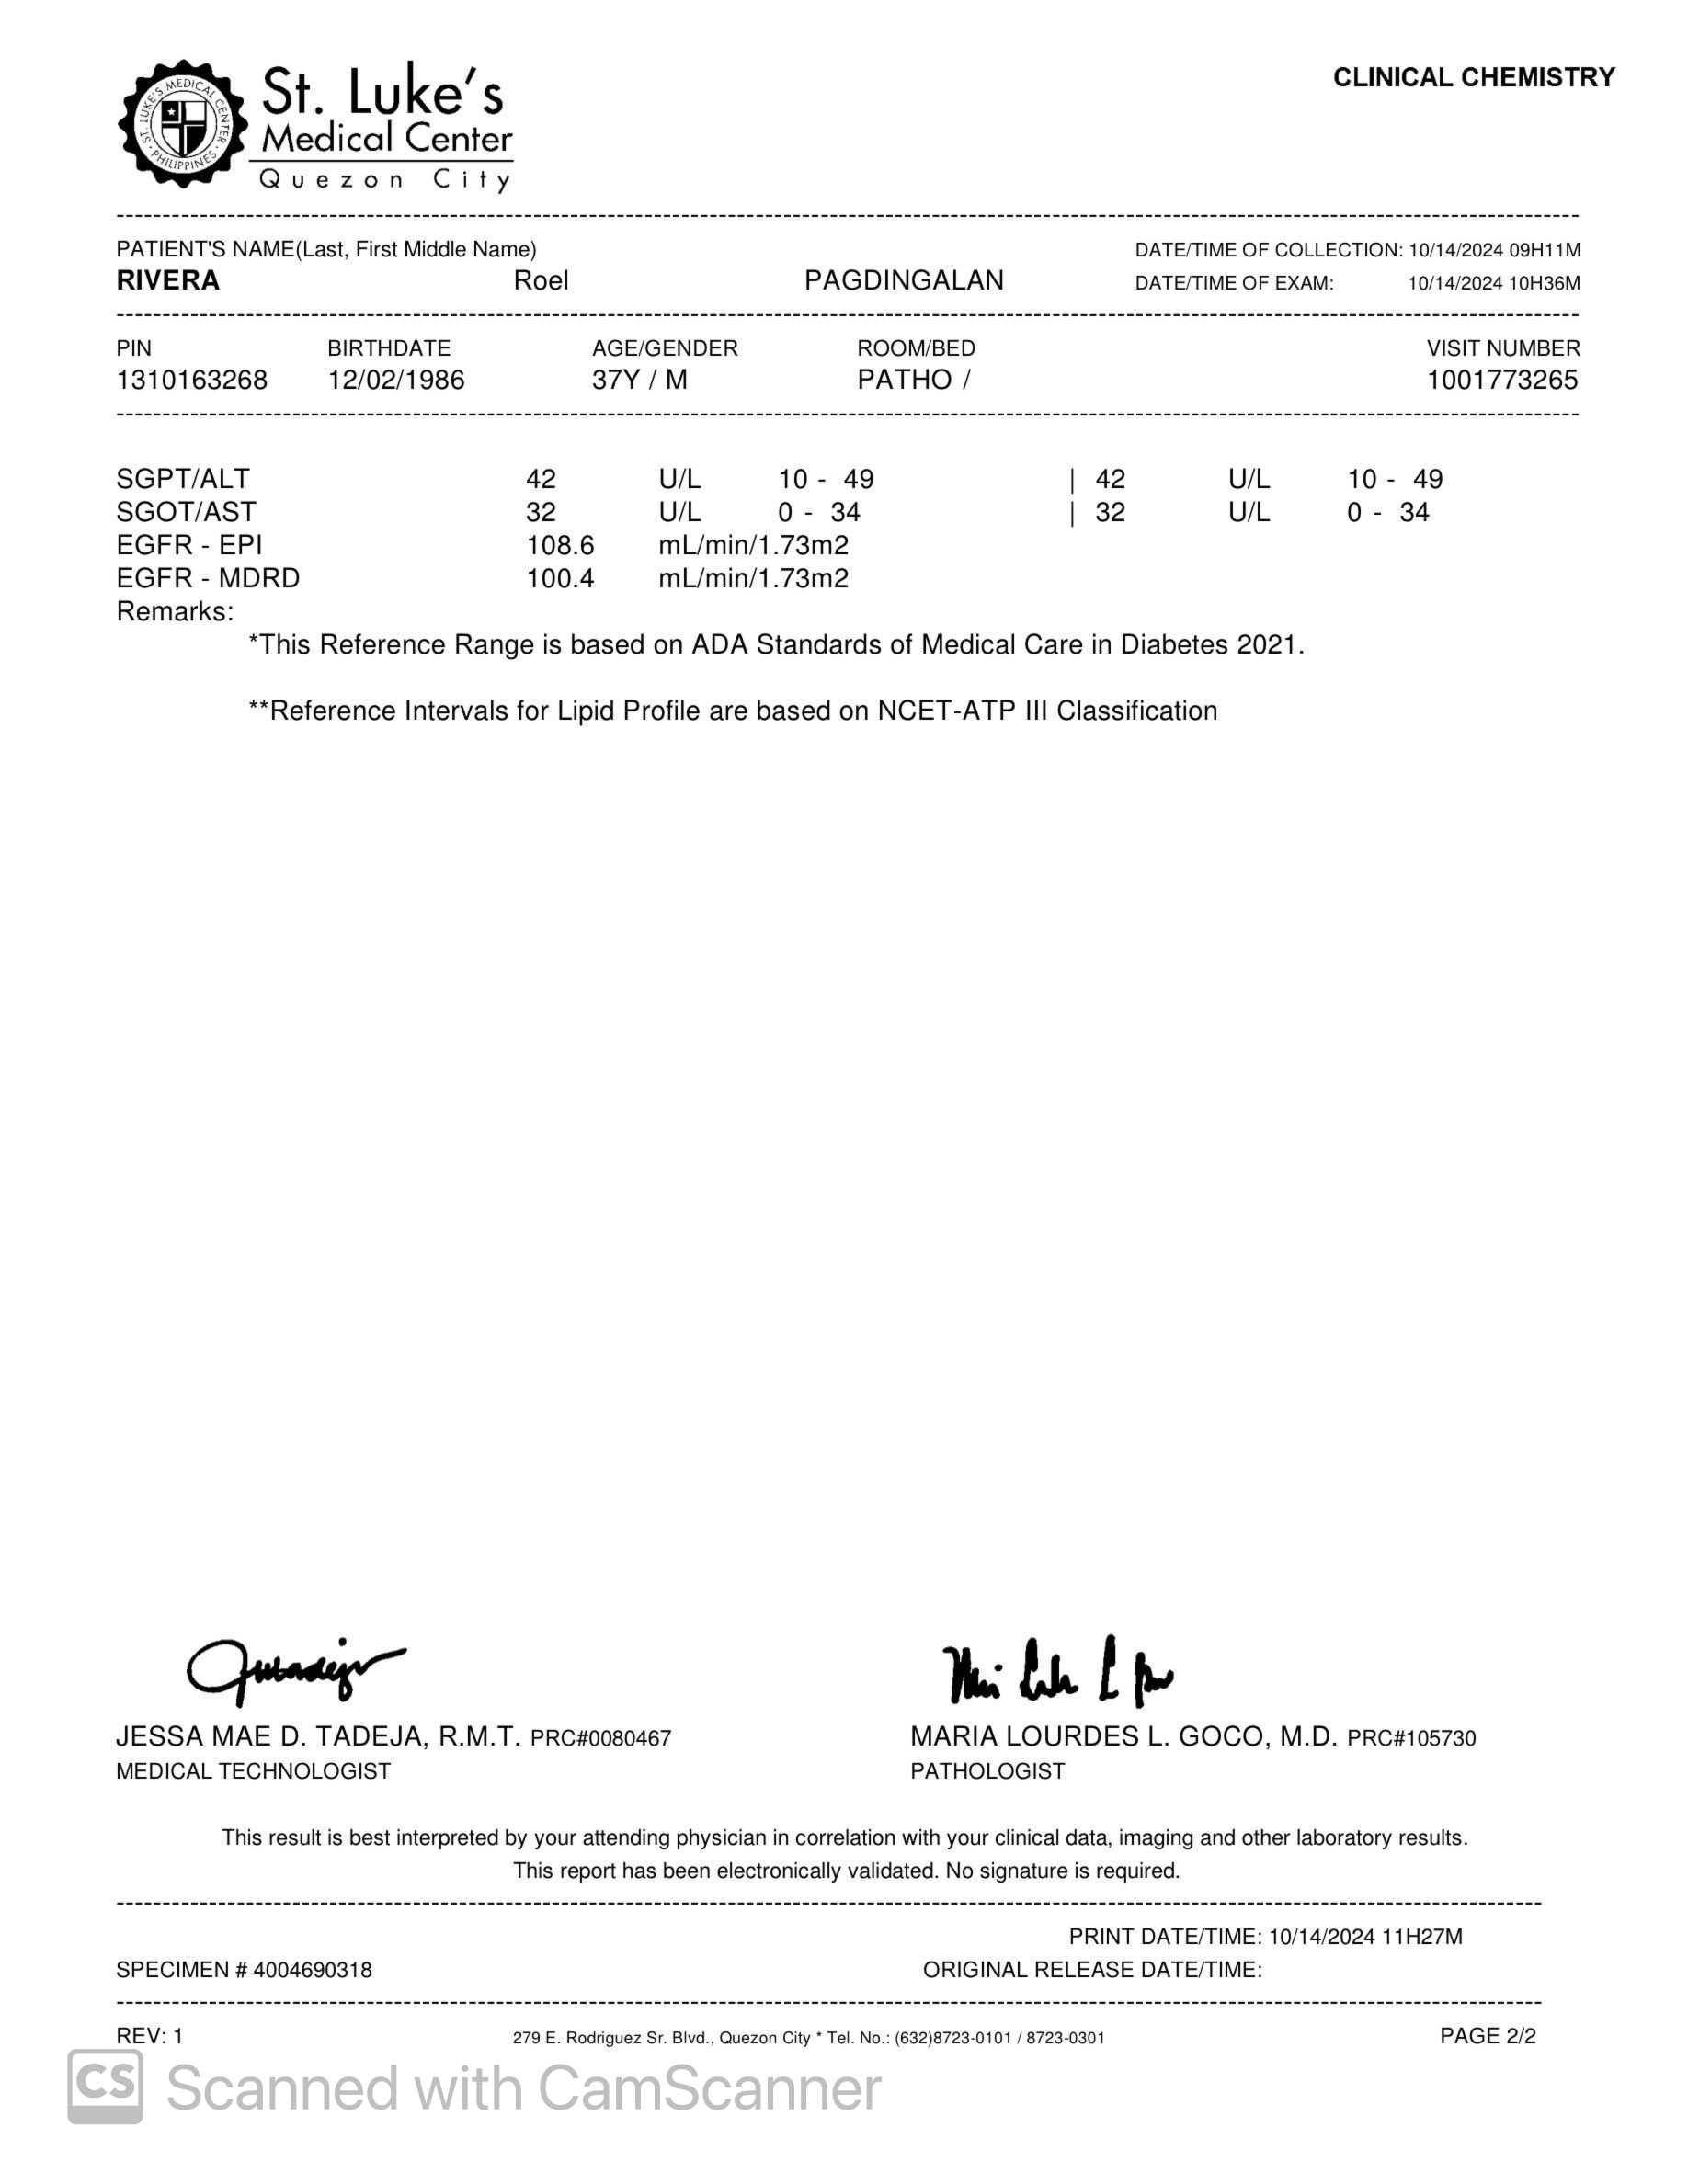 ST. LUKE'S MEDICAL CENTER · PHILIPPINES ·
St. Luke's
Medical Center
Quezon City
CLINICAL CHEMISTRY
PATIENT'S NAME(Last, First Middle Name) DATE/TIME OF COLLECTION: 10/14/2024 09H11M
RIVERA Roel PAGDINGALAN DATE/TIME OF EXAM: 10/14/2024 10H36M
PIN BIRTHDATE AGE/GENDER ROOM/BED VISIT NUMBER
1310163268 12/02/1986 37Y / M PATHO / 1001773265
SGPT/ALT 42 U/L 10 - 49 | 42 U/L 10 - 49
SGOT/AST 32 U/L 0 - 34 | 32 U/L 0 - 34
EGFR - EPI 108.6 mL/min/1.73m2
EGFR - MDRD 100.4 mL/min/1.73m2
Remarks:
*This Reference Range is based on ADA Standards of Medical Care in Diabetes 2021.
**Reference Intervals for Lipid Profile are based on NCET-ATP III Classification
JESSA MAE D. TADEJA, R.M.T. PRC#0080467 MARIA LOURDES L. GOCO, M.D. PRC#105730
MEDICAL TECHNOLOGIST PATHOLOGIST
This result is best interpreted by your attending physician in correlation with your clinical data, imaging and other laboratory results.
This report has been electronically validated. No signature is required.
PRINT DATE/TIME: 10/14/2024 11H27M
SPECIMEN # 4004690318 ORIGINAL RELEASE DATE/TIME:
REV: 1 279 E. Rodriguez Sr. Blvd., Quezon City * Tel. No.: (632)8723-0101 / 8723-0301 PAGE 2/2
CS Scanned with CamScanner